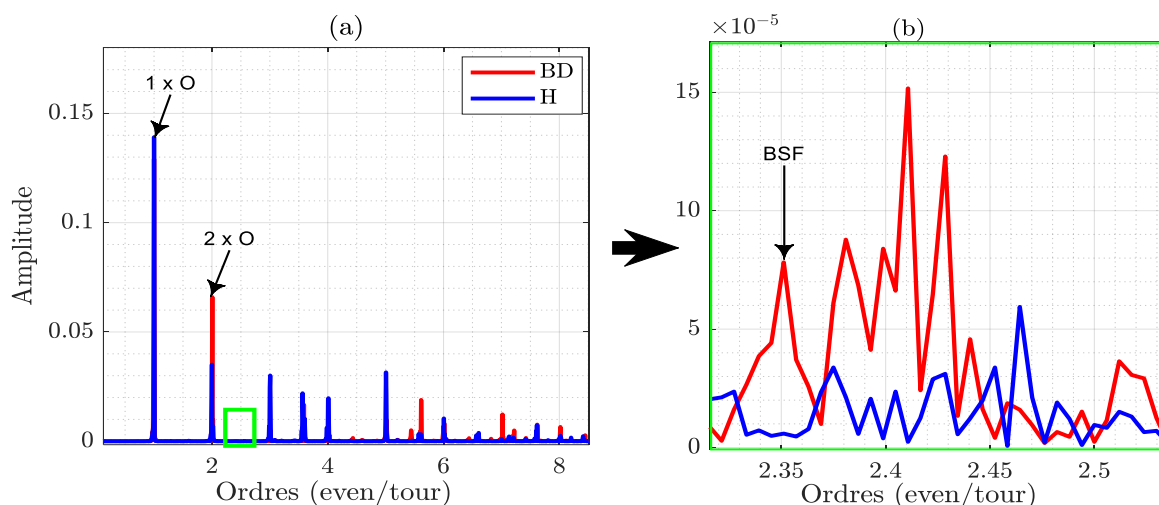 (a)
1 x O
2 x O
BD
H
0.15
0.1
0.05
0
2
4
6
8
Amplitude
Ordres (even/tour)
(b)
×10−5
BSF
15
10
5
0
2.35
2.4
2.45
2.5
Ordres (even/tour)